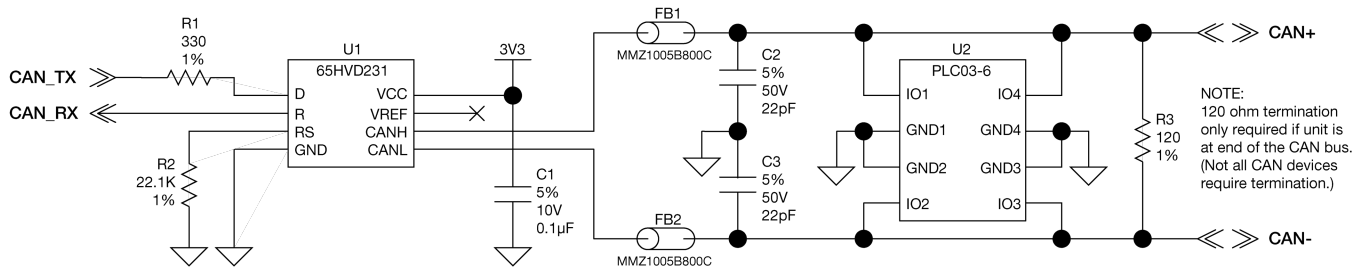 R1
330
1%
CAN_TX
CAN_RX
R2
22.1K
1%
U1
65HVD231
D
R
RS
GND
VCC
VREF
CANH
CANL
3V3
C1
5%
10V
0.1µF
FB1
MMZ1005B800C
FB2
MMZ1005B800C
C2
5%
50V
22pF
C3
5%
50V
22pF
U2
PLC03-6
IO1
GND1
GND2
IO2
IO4
GND4
GND3
IO3
R3
120
1%
CAN+
NOTE:
120 ohm termination
only required if unit is
at end of the CAN bus.
(Not all CAN devices
require termination.)
CAN-